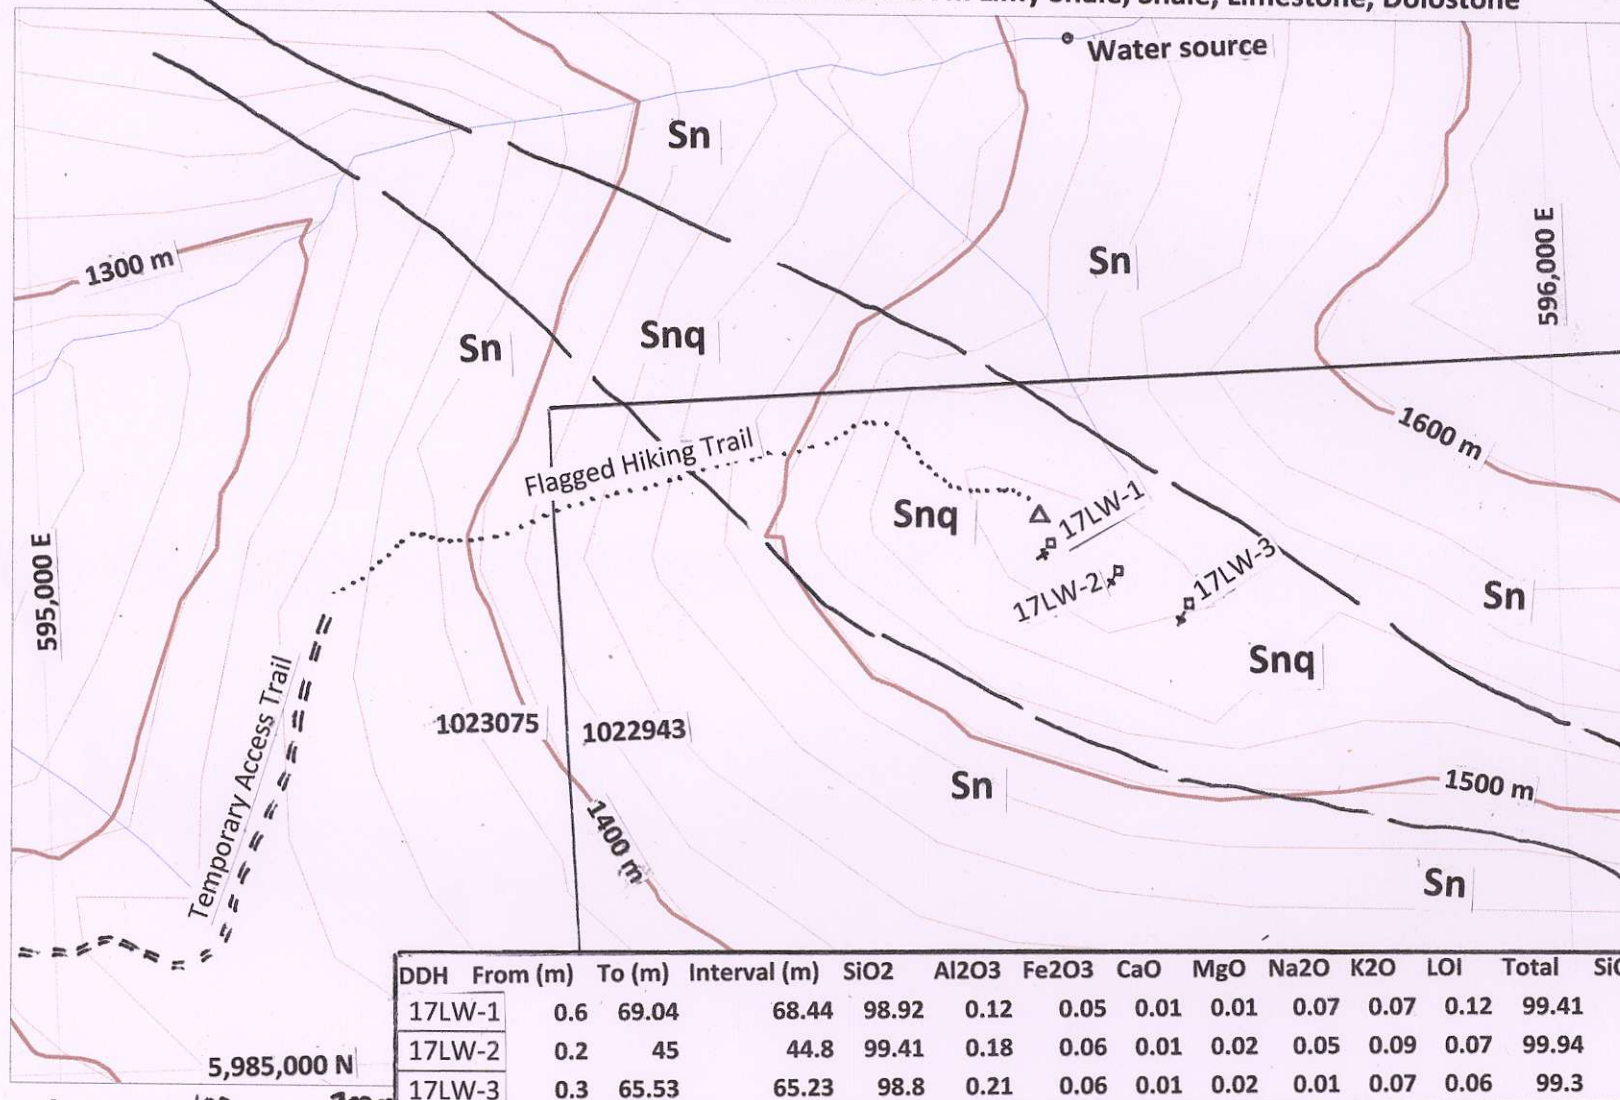 Limy Shale, Shale, Limestone, Dolostone
Water source
Sn
1300 m
Sn
596,000 E
Sn
Snq
1600 m
Flagged Hiking Trail
Snq
17LW-1
595,000 E
17LW-2
17LW-3
Sn
Snq
1023075
1022943
Temporary Access Trail
Sn
1500 m
1400 m
Sn
DDH From (m) To (m) Interval (m) SiO2 Al2O3 Fe2O3 CaO MgO Na2O K2O LOI Total
17LW-1 0.6 69.04 68.44 98.92 0.12 0.05 0.01 0.01 0.07 0.07 0.12 99.41
17LW-2 0.2 45 44.8 99.41 0.18 0.06 0.01 0.02 0.05 0.09 0.07 99.94
5,985,000 N
17LW-3 0.3 65.53 65.23 98.8 0.21 0.06 0.01 0.02 0.01 0.07 0.06 99.3